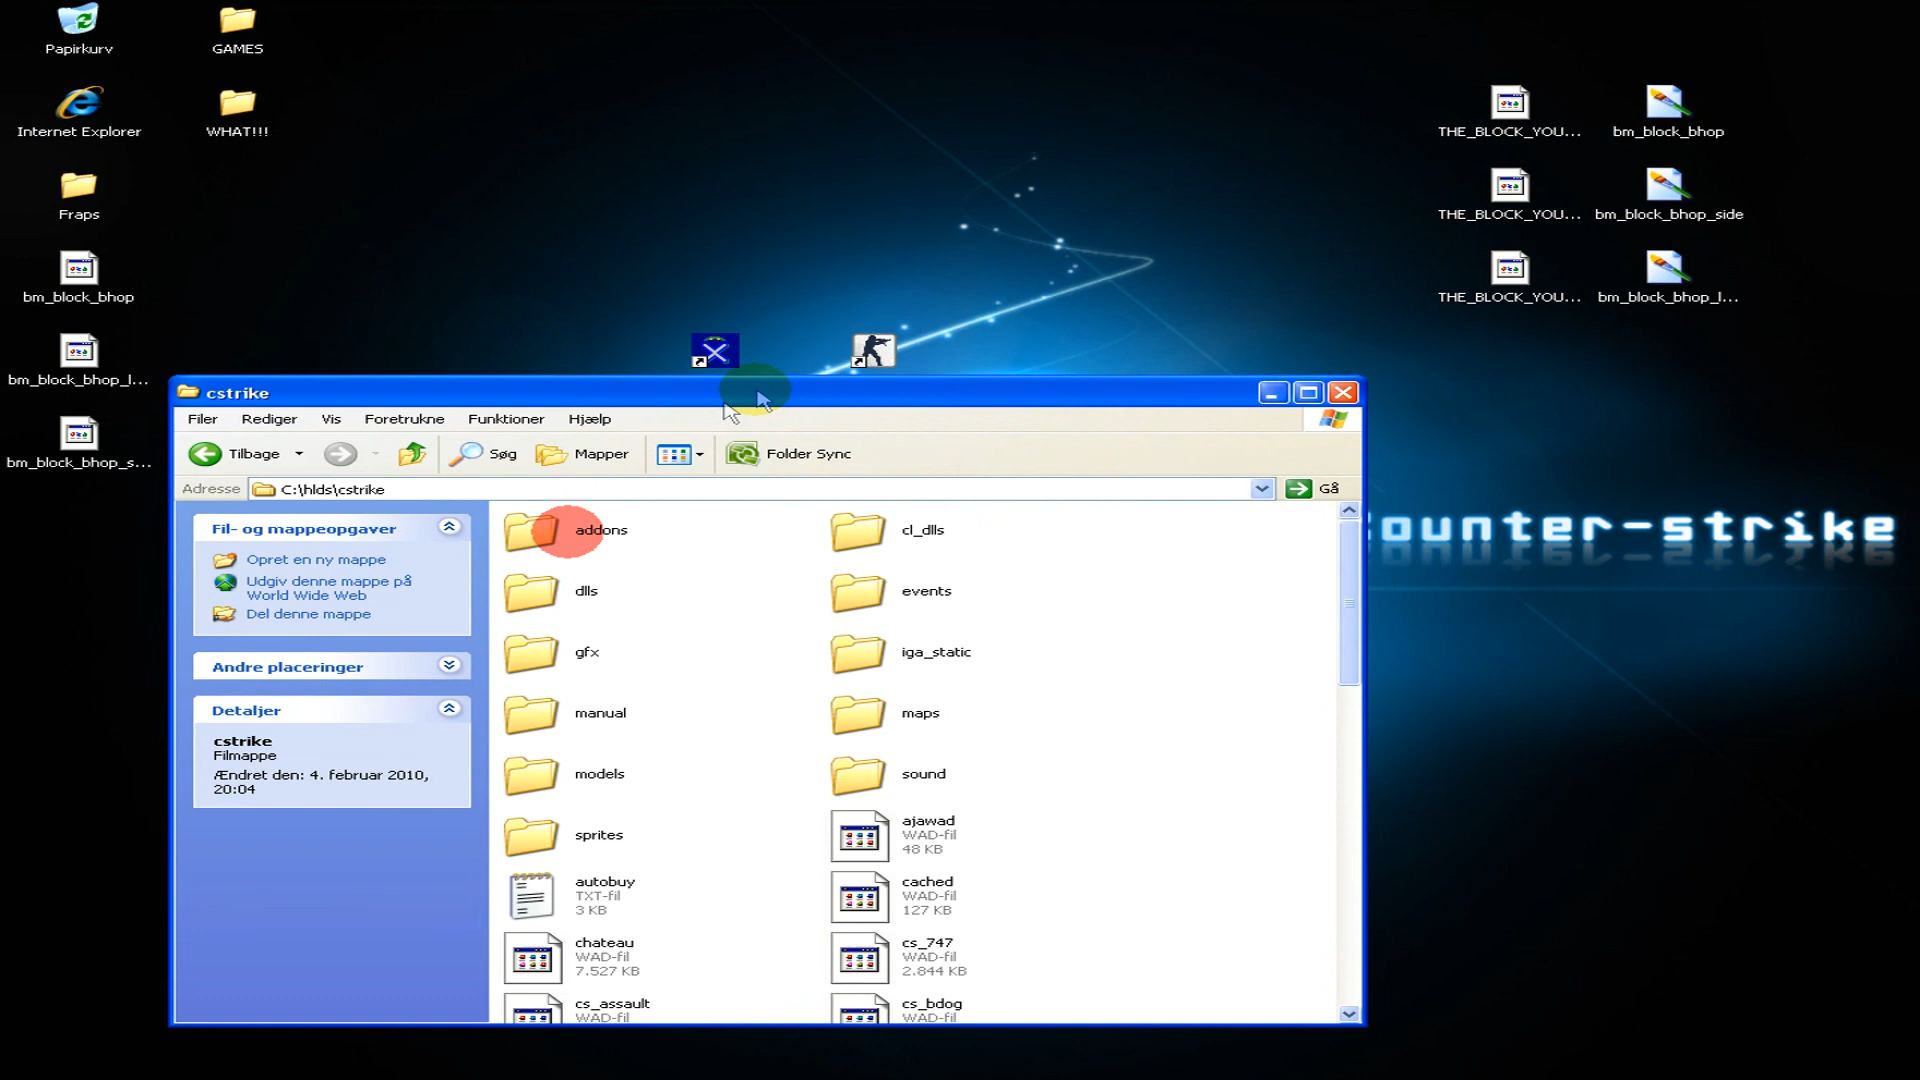 Papirkurv
GAMES
Internet Explorer
WHAT!!!
Fraps
bm_block_bhop
bm_block_bhop_l...
bm_block_bhop_s...
THE_BLOCK_YOU...
bm_block_bhop
THE_BLOCK_YOU...
bm_block_bhop_side
THE_BLOCK_YOU...
bm_block_bhop_l...
cstrike
Filer Rediger Vis Foretrukne Funktioner Hjælp
Tilbage Søg Mapper Folder Sync
Adresse C:\hlds\cstrike Gå
Fil- og mappeopgaver
Opret en ny mappe
Udgiv denne mappe på
World Wide Web
Del denne mappe
Andre placeringer
Detaljer
cstrike
Filmappe
Ændret den: 4. februar 2010,
20:04
addons
cl_dlls
dlls
events
gfx
iga_static
manual
maps
models
sound
sprites
ajawad
WAD-fil
48 KB
autobuy
TXT-fil
3 KB
cached
WAD-fil
127 KB
chateau
WAD-fil
7.527 KB
cs_747
WAD-fil
2.844 KB
cs_assault
WAD-fil
cs_bdog
WAD-fil
ounter-strike